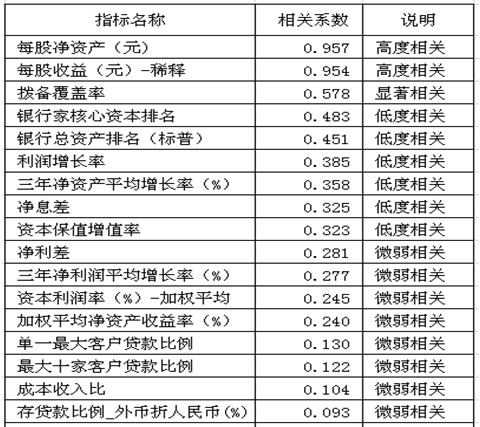 指标名称 相关系数 说明
每股净资产（元） 0.957 高度相关
每股收益（元）-稀释 0.954 高度相关
拨备覆盖率 0.578 显著相关
银行家核心资本排名 0.483 低度相关
银行总资产排名（标普） 0.451 低度相关
利润增长率 0.385 低度相关
三年净资产平均增长率（%） 0.358 低度相关
净息差 0.325 低度相关
资本保值增值率 0.323 低度相关
净利差 0.281 微弱相关
三年净利润平均增长率（%） 0.277 微弱相关
资本利润率（%）-加权平均 0.245 微弱相关
加权平均净资产收益率（%） 0.240 微弱相关
单一最大客户贷款比例 0.130 微弱相关
最大十家客户贷款比例 0.122 微弱相关
成本收入比 0.104 微弱相关
存贷款比例_外币折人民币(%) 0.093 微弱相关